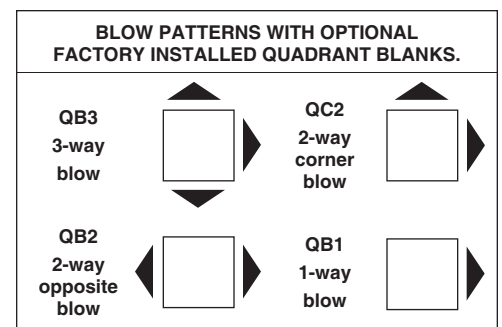 BLOW PATTERNS WITH OPTIONAL
FACTORY INSTALLED QUADRANT BLANKS.
QB3
3-way
blow
QC2
2-way
corner
blow
QB2
2-way
opposite
blow
QB1
1-way
blow